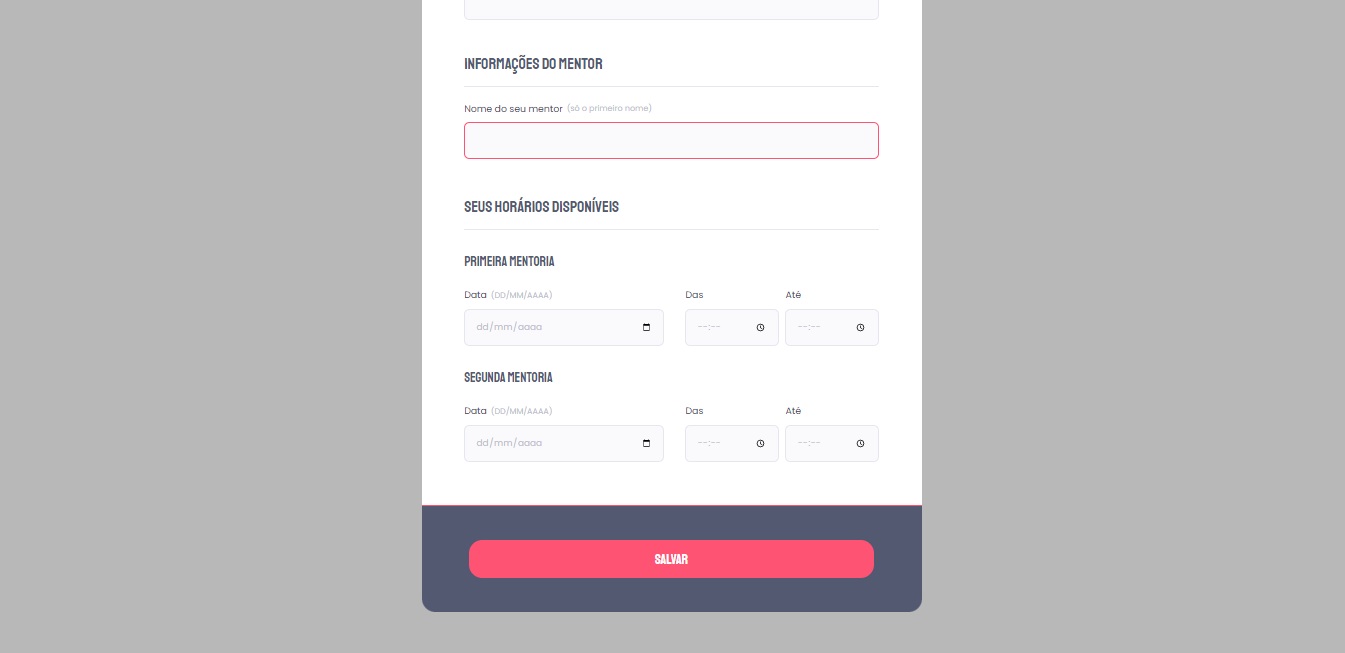 INFORMAÇÕES DO MENTOR
Nome do seu mentor (só o primeiro nome)
SEUS HORÁRIOS DISPONÍVEIS
PRIMEIRA MENTORIA
Data (DD/MM/AAAA) Das Até
dd/mm/aaaa --:-- --:--
SEGUNDA MENTORIA
Data (DD/MM/AAAA) Das Até
dd/mm/aaaa --:-- --:--
SALVAR